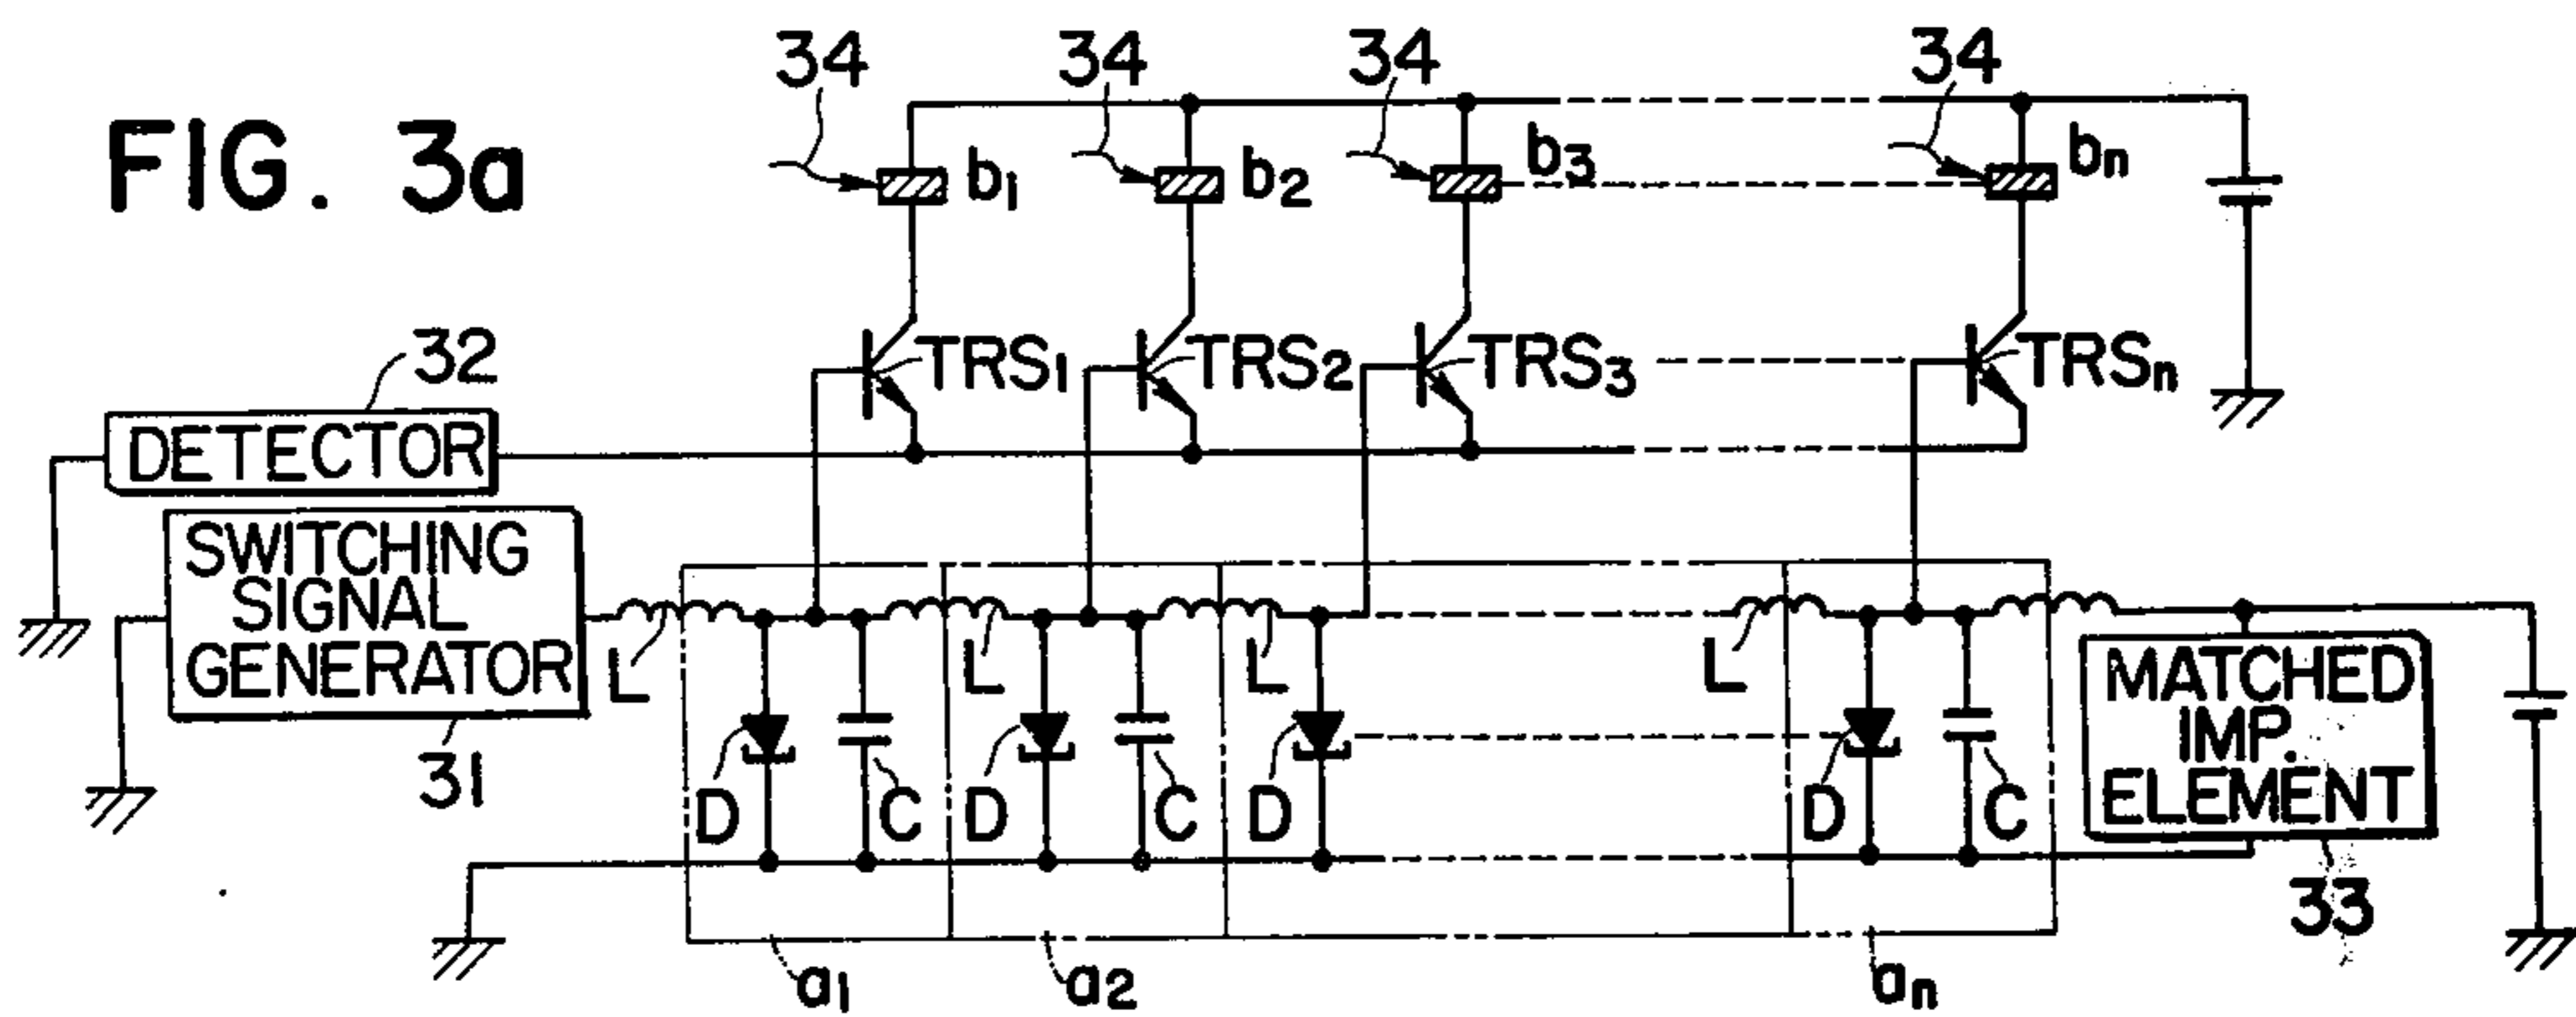 FIG. 3a
34 34 34 34
b1 b2 b3 bn
TRS1 TRS2 TRS3 TRSn
32
DETECTOR
SWITCHING
SIGNAL
GENERATOR
31
L L L L
D C D C D D C
MATCHED
IMP.
ELEMENT
33
a1 a2 an